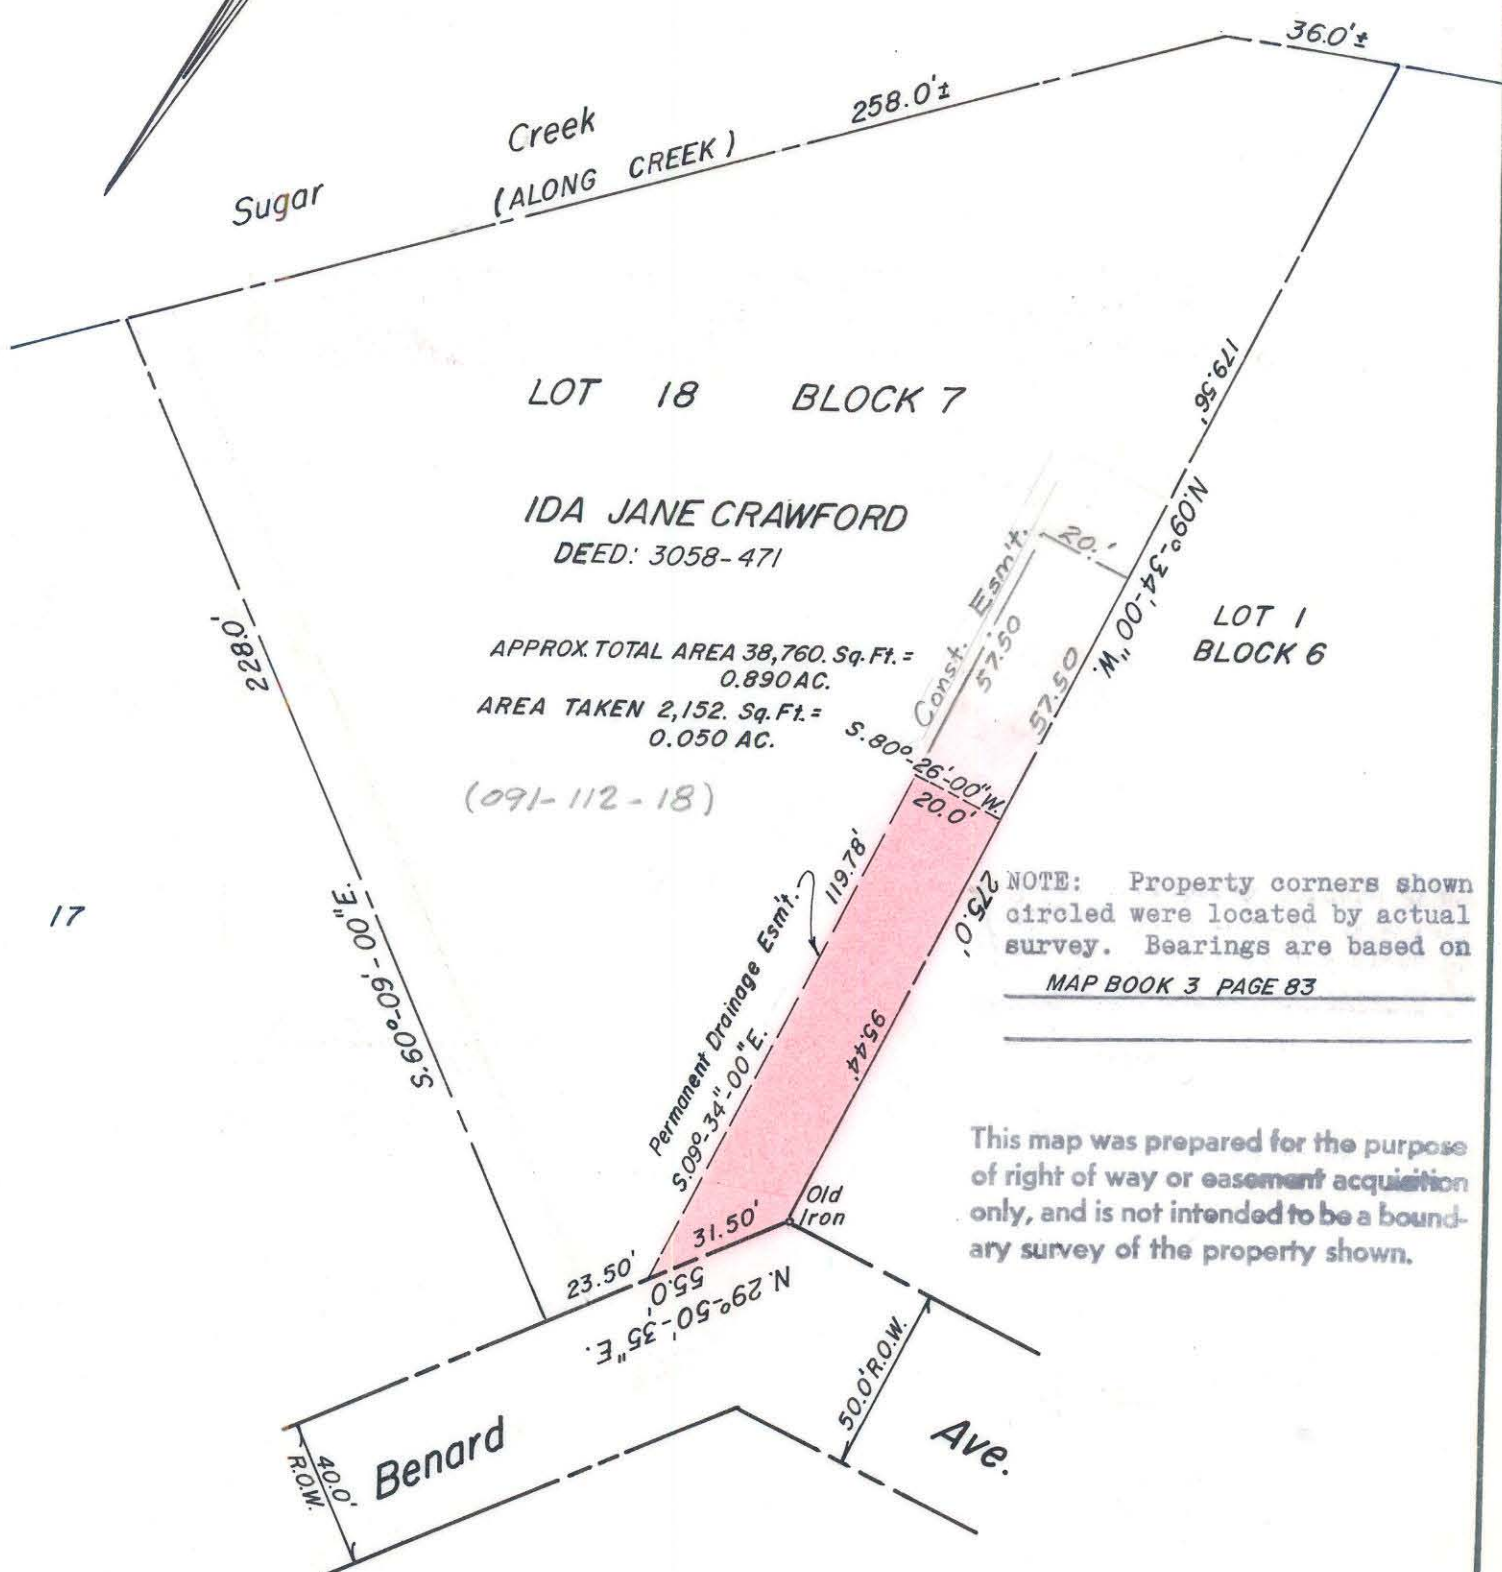 36.0'±
258.0'±
Creek
(ALONG CREEK)
Sugar
179.56'
LOT 18 BLOCK 7
N.09°-34'-00"W.
IDA JANE CRAWFORD
DEED: 3058-471
20.'
Const. Esm't.
57.50
57.50
LOT 1
BLOCK 6
228.0'
APPROX. TOTAL AREA 38,760. Sq. Ft. =
0.890 AC.
AREA TAKEN 2,152. Sq. Ft. =
0.050 AC.
S.80°-26'-00"W.
20.0'
(091-112-18)
119.78'
275.0'
NOTE: Property corners shown
circled were located by actual
survey. Bearings are based on
MAP BOOK 3 PAGE 83
17
S.60°-09'-00"E.
Permanent Drainage Esm't.
S.09°-34"-00"E.
95.44'
This map was prepared for the purpose
of right of way or easement acquisition
only, and is not intended to be a bound-
ary survey of the property shown.
Old
Iron
31.50'
23.50'
55.0'
N.29°-50'-35"E.
50.0' R.O.W.
Benard
Ave.
40.0'
R.O.W.